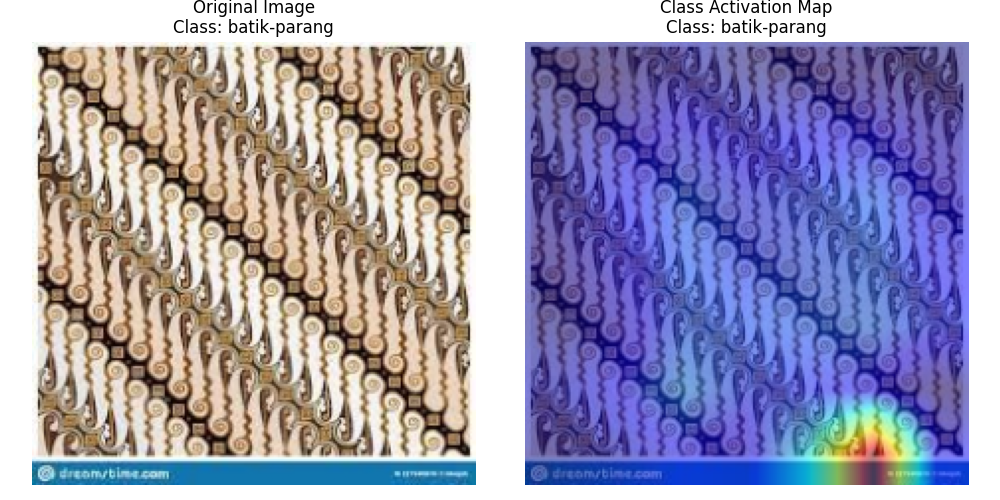 Original Image
Class: batik-parang
Class Activation Map
Class: batik-parang
dreamstime.com
dreamstime.com